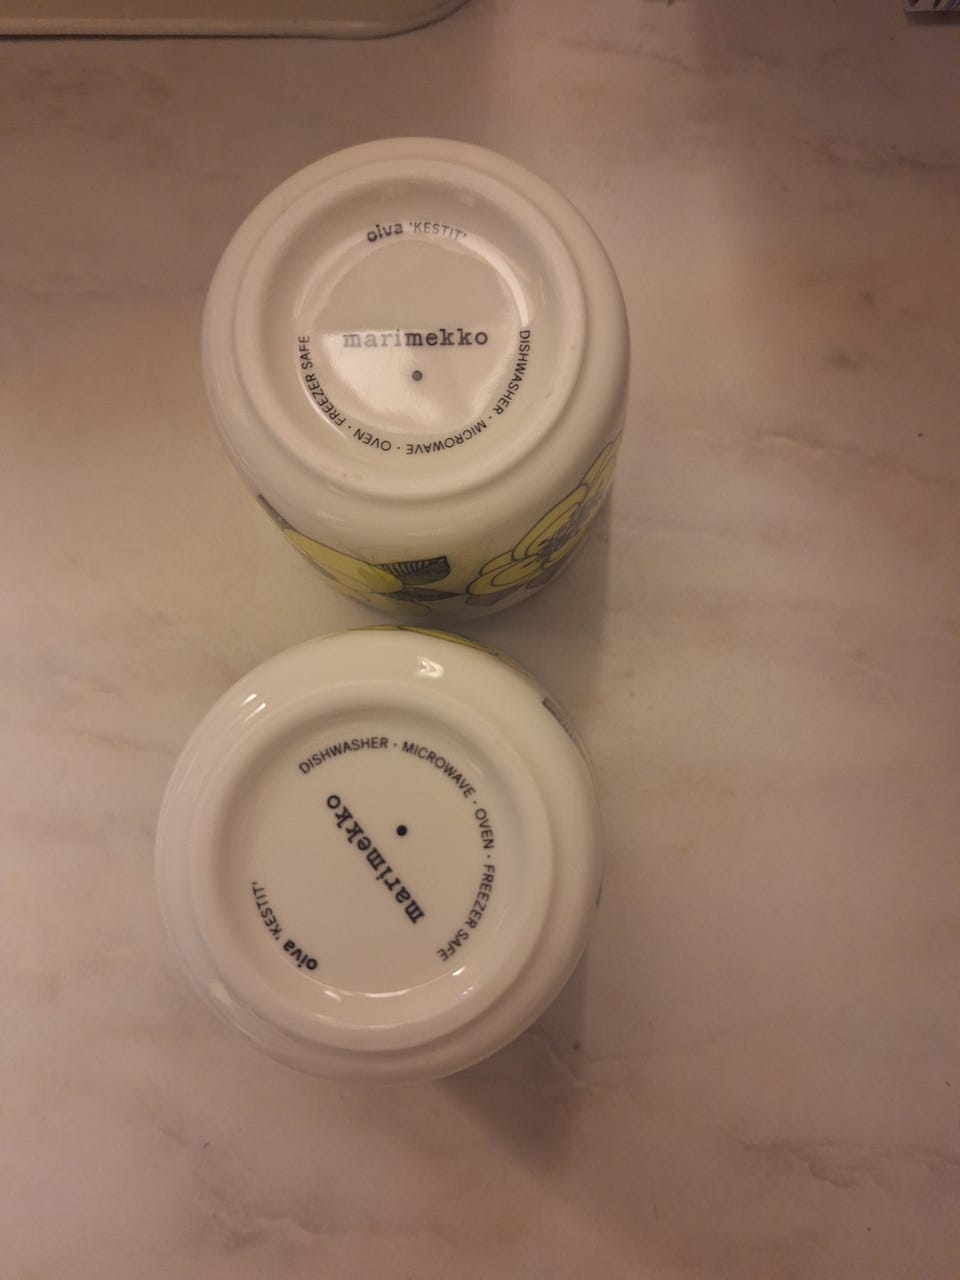 oiva 'KESTIT'
marimekko
DISHWASHER · MICROWAVE · OVEN · FREEZER SAFE
DISHWASHER · MICROWAVE · OVEN · FREEZER SAFE
marimekko
oiva 'KESTIT'